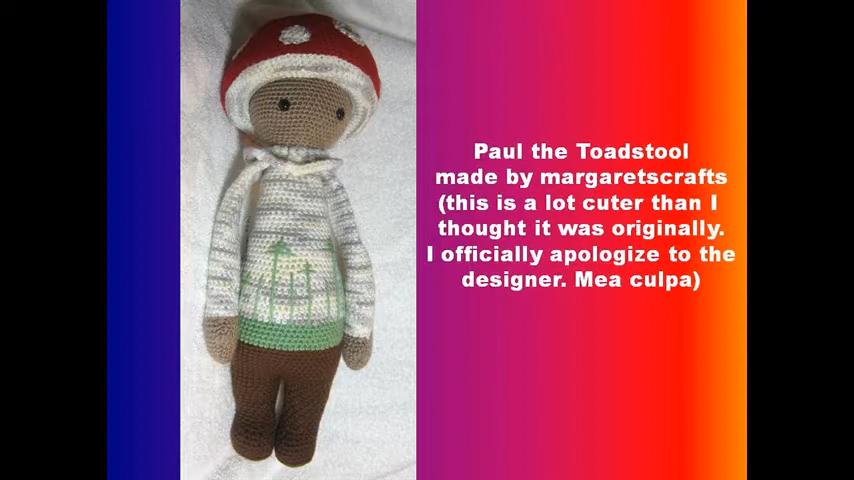 Paul the Toadstool
made by margaretscrafts
(this is a lot cuter than I
thought it was originally.
I officially apologize to the
designer. Mea culpa)